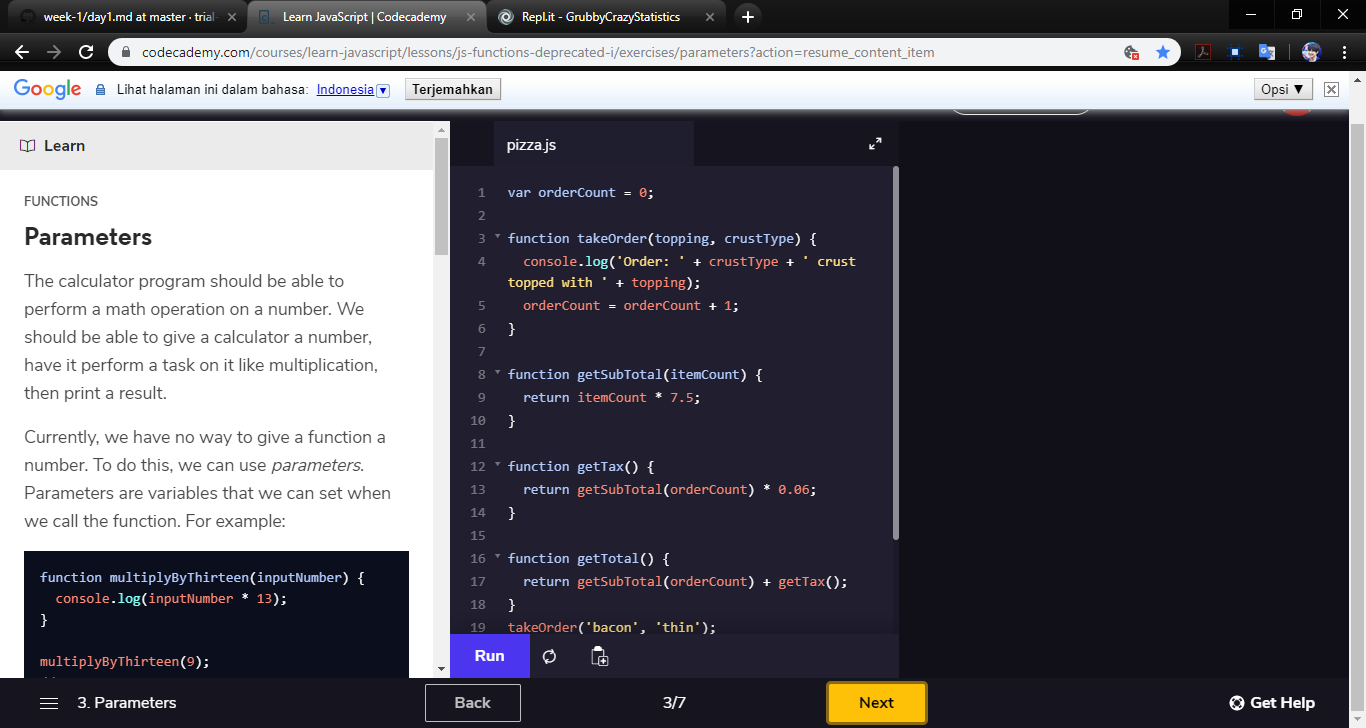 week-1/day1.md at master · trial-
Learn JavaScript | Codecademy
Repl.it - GrubbyCrazyStatistics
codecademy.com/courses/learn-javascript/lessons/js-functions-deprecated-i/exercises/parameters?action=resume_content_item
Google Lihat halaman ini dalam bahasa: Indonesia Terjemahkan Opsi ▼
Learn
FUNCTIONS
Parameters
The calculator program should be able to
perform a math operation on a number. We
should be able to give a calculator a number,
have it perform a task on it like multiplication,
then print a result.
Currently, we have no way to give a function a
number. To do this, we can use parameters.
Parameters are variables that we can set when
we call the function. For example:
function multiplyByThirteen(inputNumber) {
console.log(inputNumber * 13);
}
multiplyByThirteen(9);
pizza.js
1 var orderCount = 0;
2
3 function takeOrder(topping, crustType) {
4 console.log('Order: ' + crustType + ' crust
topped with ' + topping);
5 orderCount = orderCount + 1;
6 }
7
8 function getSubTotal(itemCount) {
9 return itemCount * 7.5;
10 }
11
12 function getTax() {
13 return getSubTotal(orderCount) * 0.06;
14 }
15
16 function getTotal() {
17 return getSubTotal(orderCount) + getTax();
18 }
19 takeOrder('bacon', 'thin');
Run
3. Parameters
Back
3/7
Next
Get Help